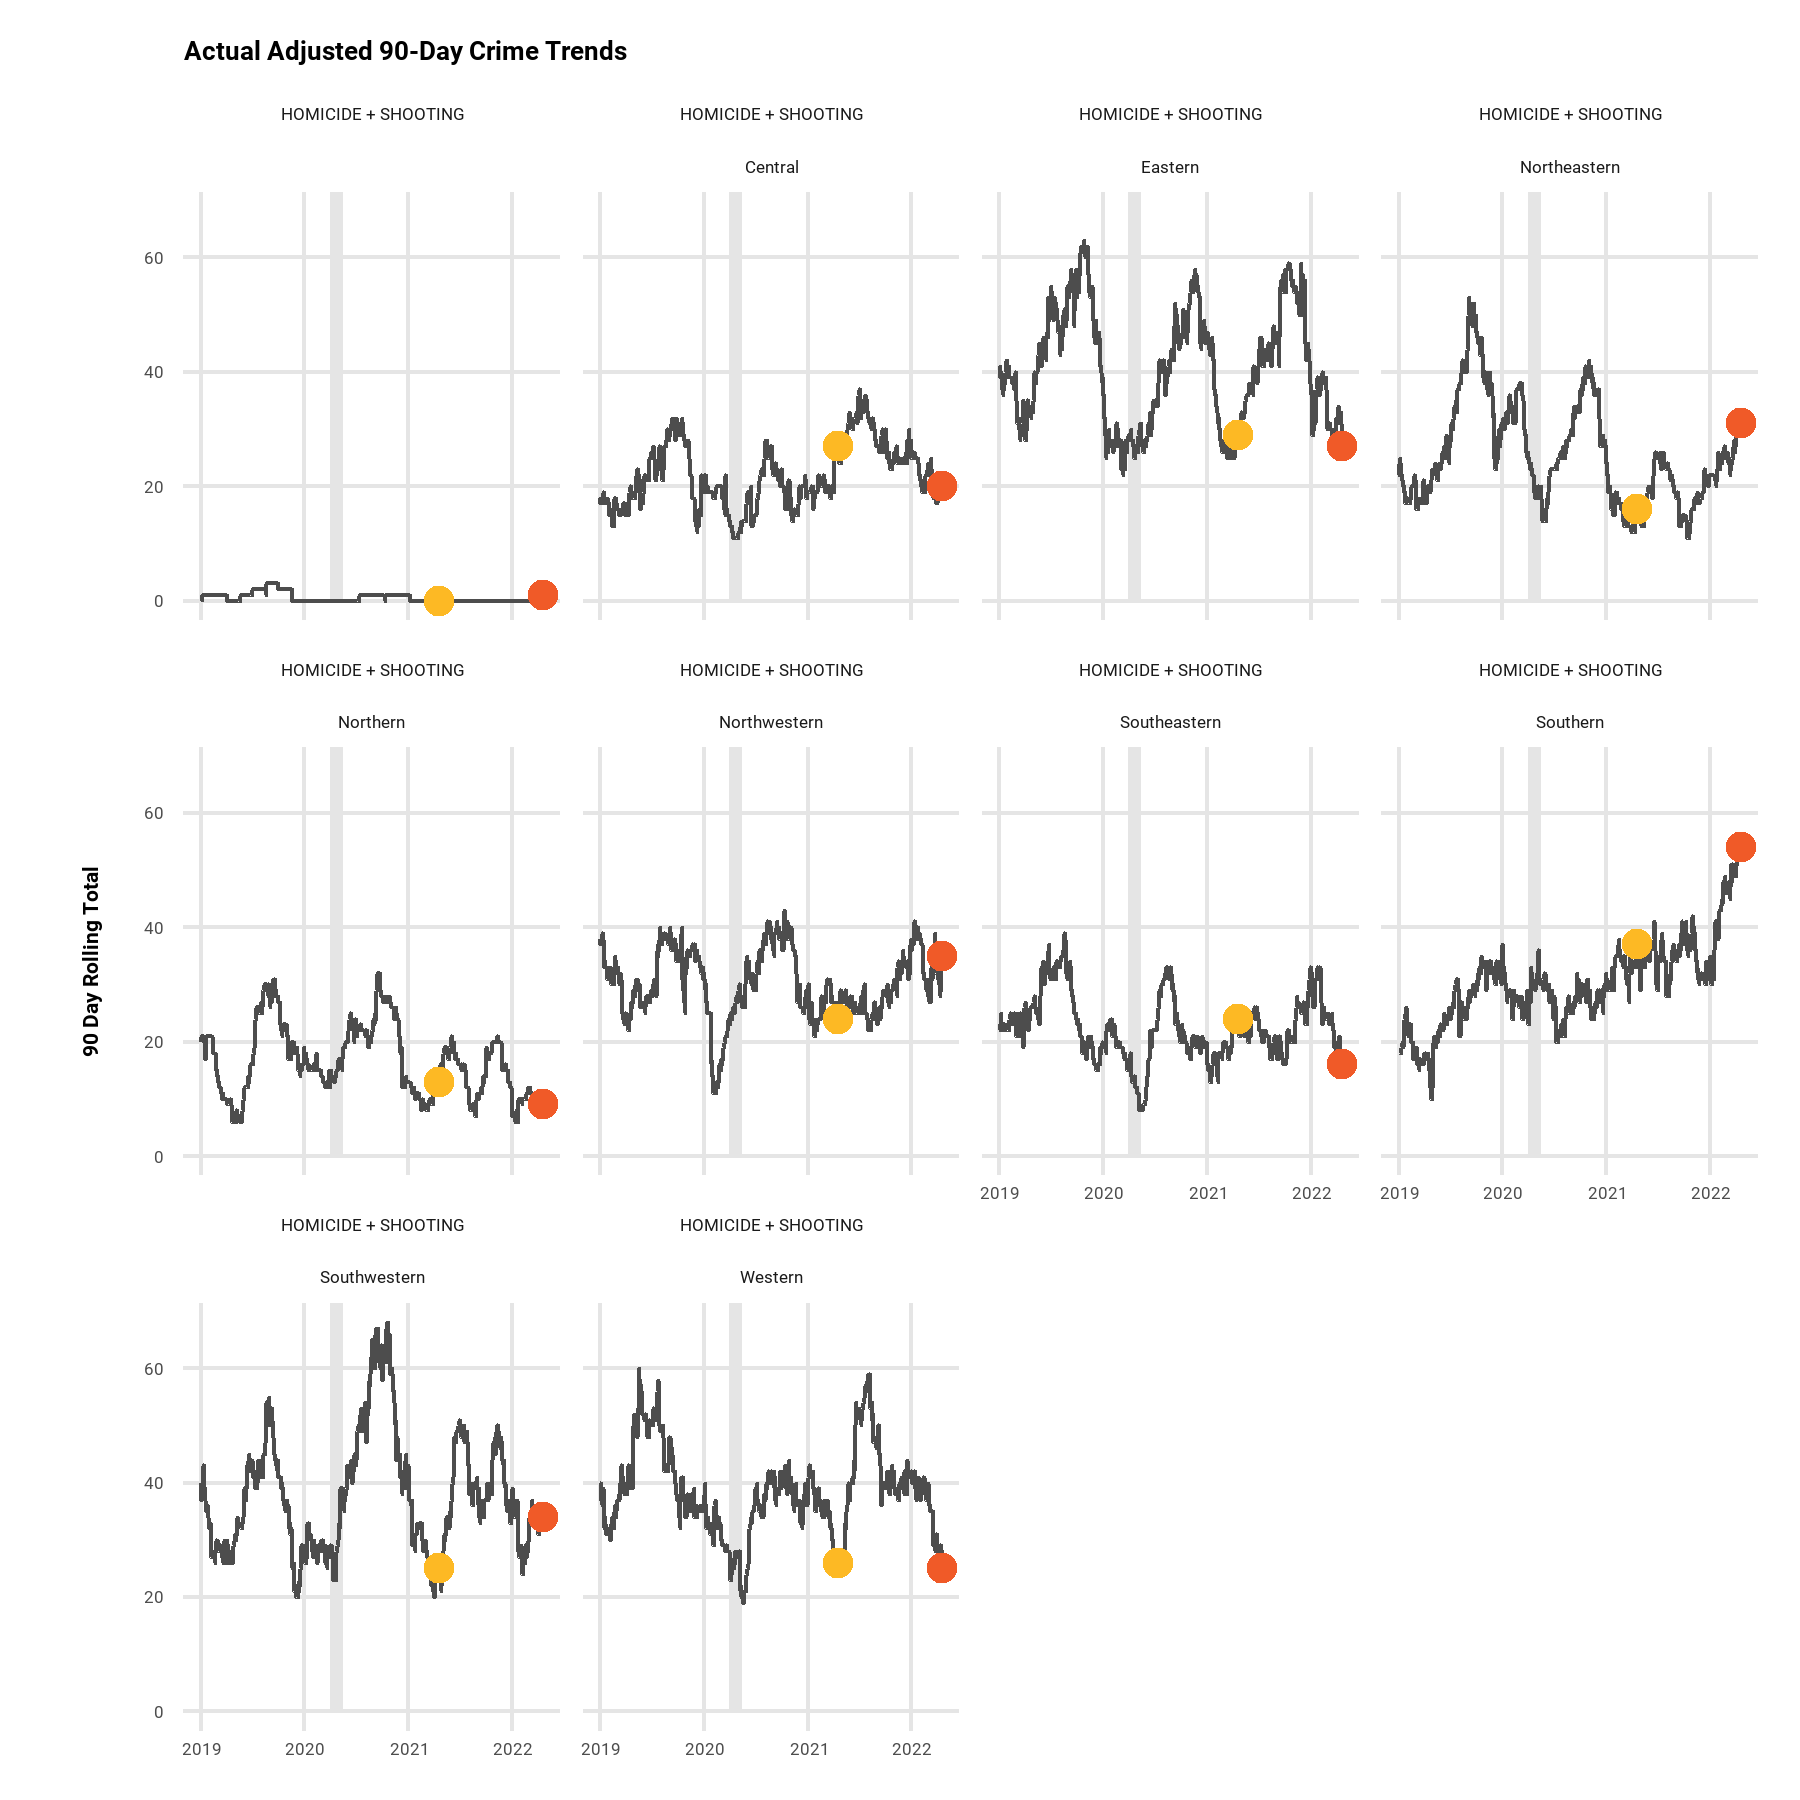 Actual Adjusted 90-Day Crime Trends
HOMICIDE + SHOOTING
HOMICIDE + SHOOTING
HOMICIDE + SHOOTING
HOMICIDE + SHOOTING
Central
Eastern
Northeastern
60
40
20
0
HOMICIDE + SHOOTING
HOMICIDE + SHOOTING
HOMICIDE + SHOOTING
HOMICIDE + SHOOTING
Northern
Northwestern
Southeastern
Southern
90 Day Rolling Total
60
40
20
0
2019 2020 2021 2022
2019 2020 2021 2022
HOMICIDE + SHOOTING
HOMICIDE + SHOOTING
Southwestern
Western
60
40
20
0
2019 2020 2021 2022
2019 2020 2021 2022